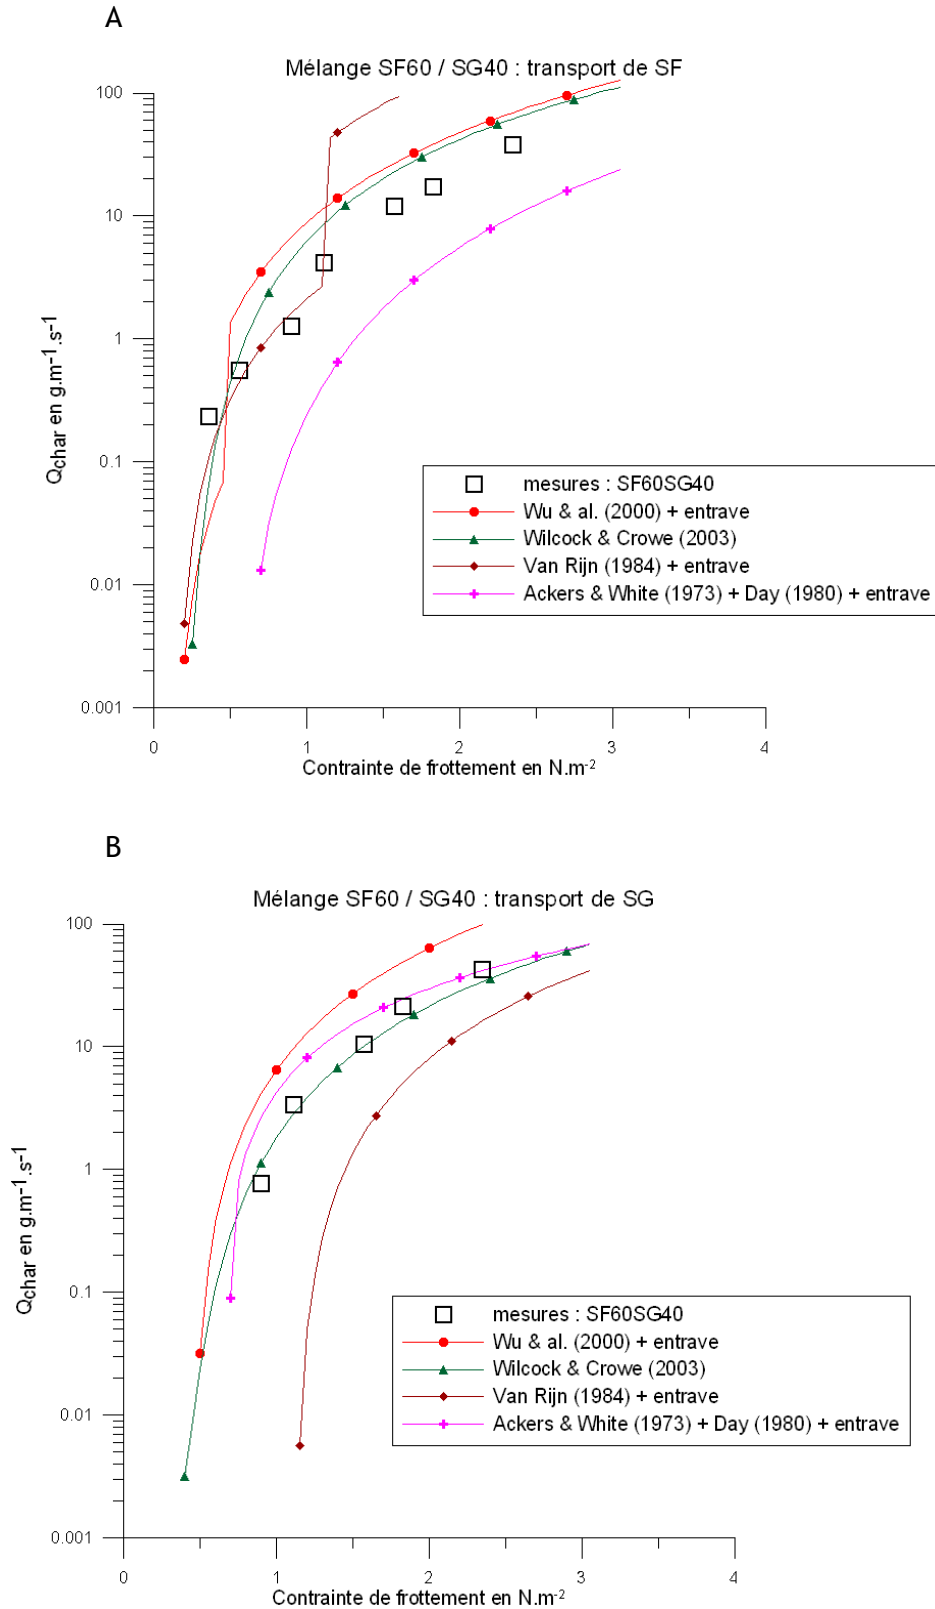 A
Mélange SF60 / SG40 : transport de SF
100
10
1
0.1
0.01
0.001
Qchar en g.m-1.s-1
mesures : SF60SG40
Wu & al. (2000) + entrave
Wilcock & Crowe (2003)
Van Rijn (1984) + entrave
Ackers & White (1973) + Day (1980) + entrave
0 1 2 3 4
Contrainte de frottement en N.m-2
B
Mélange SF60 / SG40 : transport de SG
100
10
1
0.1
0.01
0.001
Qchar en g.m-1.s-1
mesures : SF60SG40
Wu & al. (2000) + entrave
Wilcock & Crowe (2003)
Van Rijn (1984) + entrave
Ackers & White (1973) + Day (1980) + entrave
0 1 2 3 4
Contrainte de frottement en N.m-2